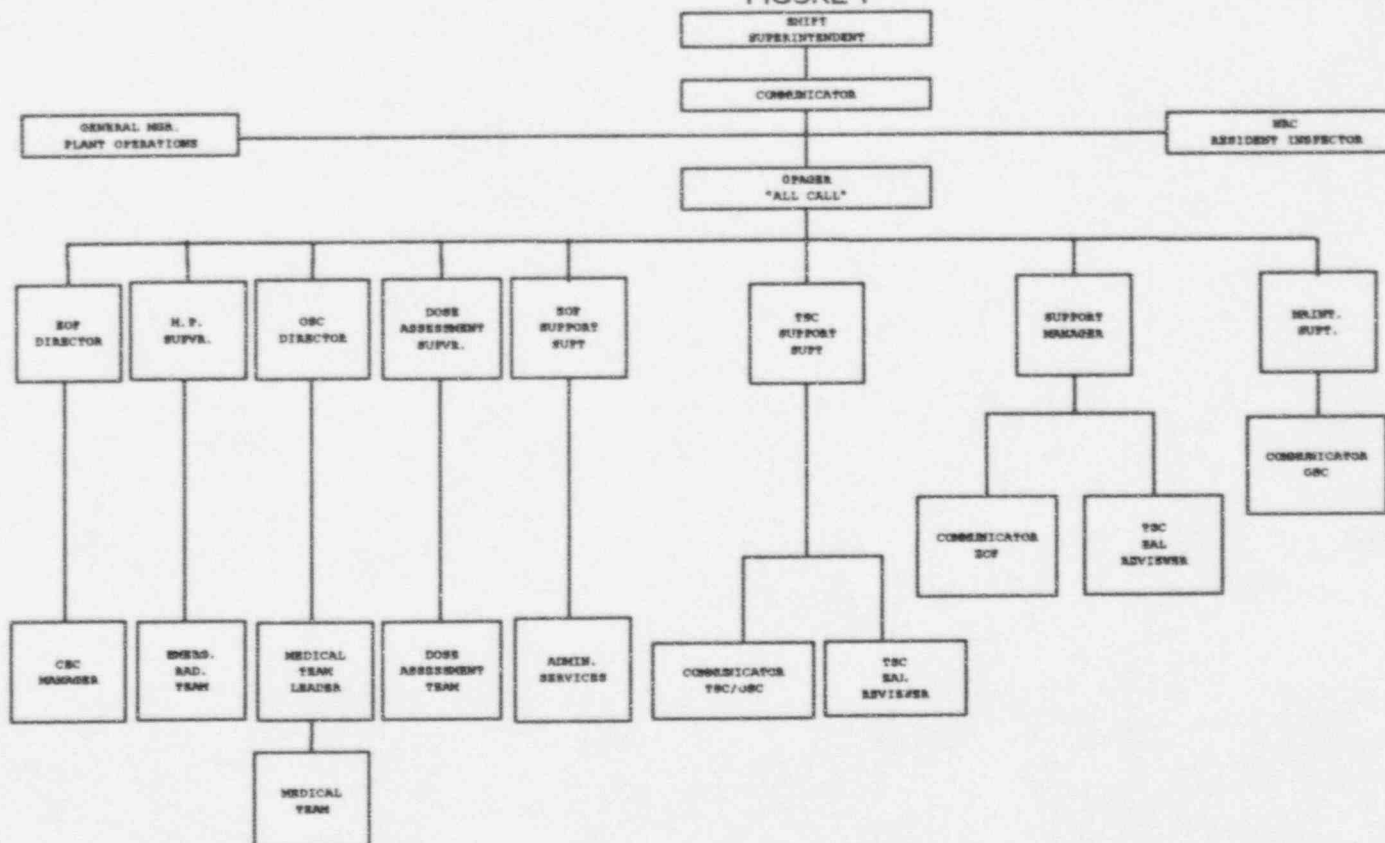 FIGURE 1
SHIFT
SUPERINTENDENT
COMMUNICATOR
GENERAL MGR.
PLANT OPERATIONS
NRC
RESIDENT INSPECTOR
OPAGER
"ALL CALL"
EOF
DIRECTOR
H.P.
SUPVR.
OSC
DIRECTOR
DOSE
ASSESSMENT
SUPVR.
EOF
SUPPORT
SUPT
TSC
SUPPORT
SUPT
SUPPORT
MANAGER
MAINT.
SUPT.
COMMUNICATOR
OSC
COMMUNICATOR
EOF
TSC
EAL
REVIEWER
MANAGER
EMERG.
RAD.
TEAM
MEDICAL
TEAM
LEADER
DOSE
ASSESSMENT
TEAM
ADMIN.
SERVICES
COMMUNICATOR
TSC/OSC
TSC
EAL
REVIEWER
MEDICAL
TEAM